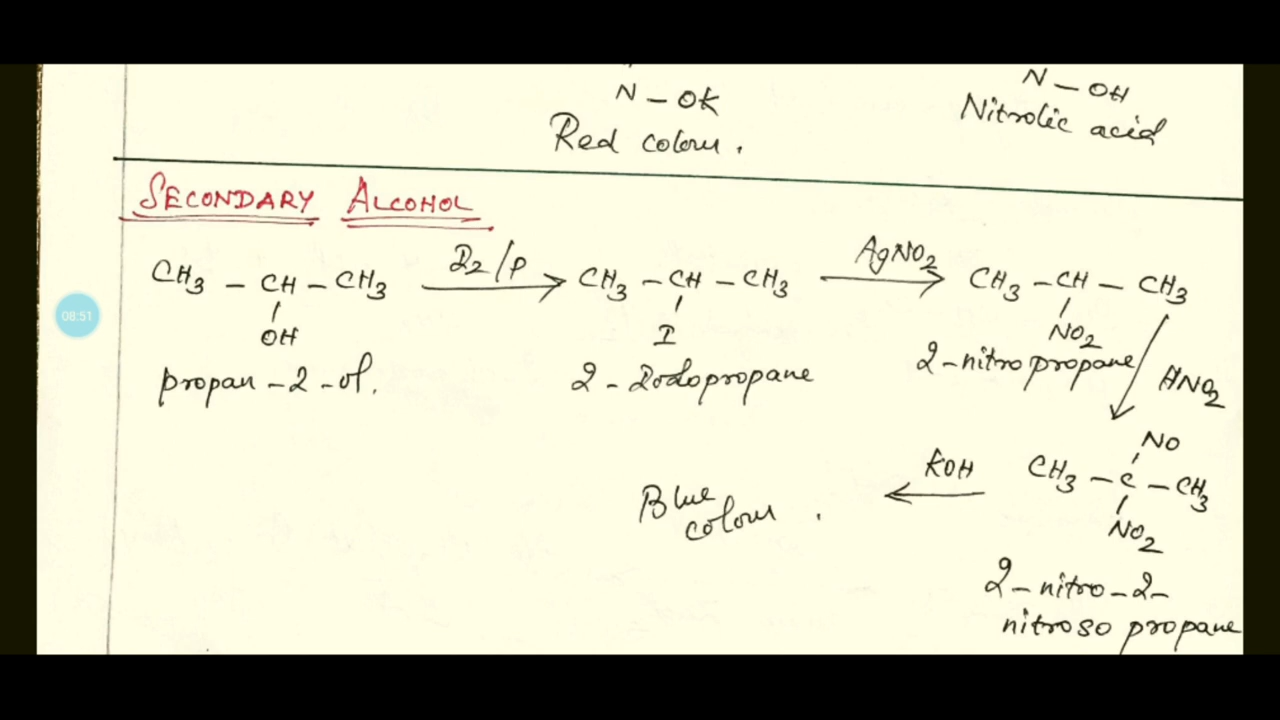 N – OK
N – OH
Red colour.
Nitrolic acid
SECONDARY ALCOHOL
CH3 – CH – CH3 I2/P CH3 – CH – CH3 AgNO2 CH3 – CH – CH3
OH I NO2
propan – 2 – ol. 2 – Iodopropane 2 – nitro propane HNO2
08:51
NO
Blue colour. KOH CH3 – C – CH3
NO2
2 – nitro – 2 –
nitroso propane